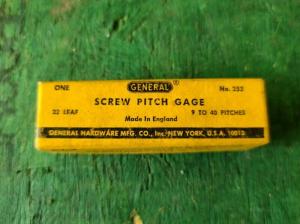 ONE GENERAL® No. 252
SCREW PITCH GAGE
22 LEAF Made in England 9 TO 40 PITCHES
GENERAL HARDWARE MFG. CO., Inc. NEW YORK, U.S.A. 10013